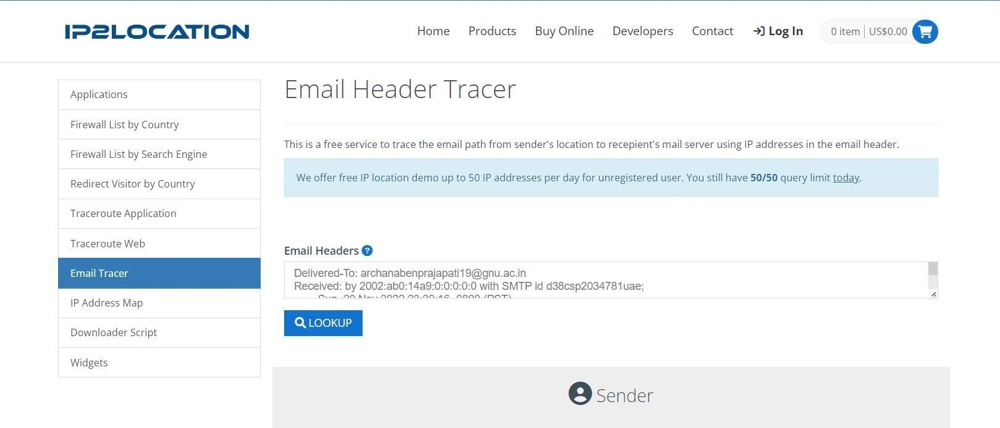 IP2LOCATION
Home Products Buy Online Developers Contact Log In 0 item US$0.00
Applications
Firewall List by Country
Firewall List by Search Engine
Redirect Visitor by Country
Traceroute Application
Traceroute Web
Email Tracer
IP Address Map
Downloader Script
Widgets
Email Header Tracer
This is a free service to trace the email path from sender's location to recepient's mail server using IP addresses in the email header.
We offer free IP location demo up to 50 IP addresses per day for unregistered user. You still have 50/50 query limit today.
Email Headers ?
Delivered-To: archanabenprajapati19@gnu.ac.in
Received: by 2002:ab0:14a9:0:0:0:0:0 with SMTP id d38csp2034781uae;
LOOKUP
Sender